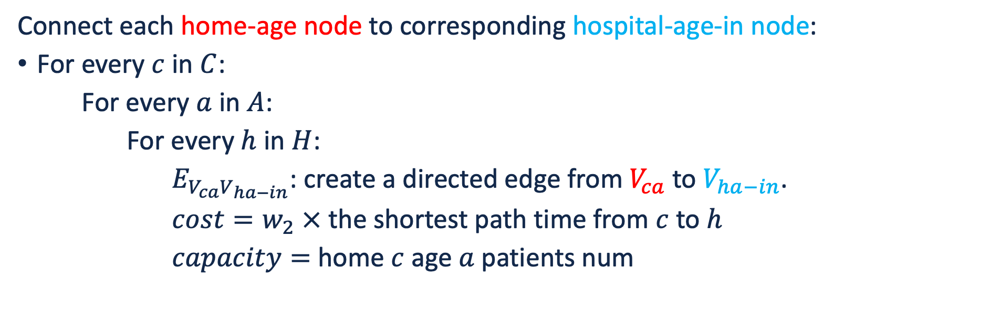 Connect each home-age node to corresponding hospital-age-in node:
• For every c in C:
For every a in A:
For every h in H:
E_{V_{ca}V_{ha-in}}: create a directed edge from V_{ca} to V_{ha-in}.
cost = w_2 × the shortest path time from c to h
capacity = home c age a patients num